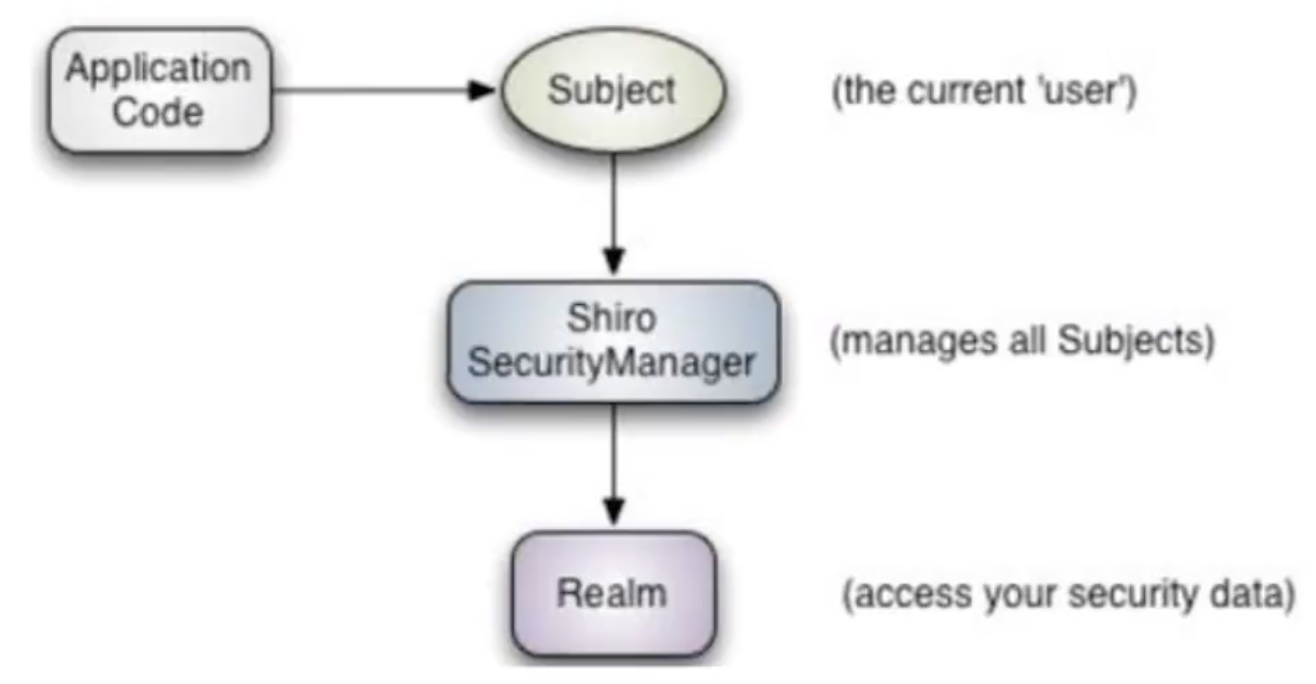 Application
Code
Subject
(the current 'user')
Shiro
SecurityManager
(manages all Subjects)
Realm
(access your security data)